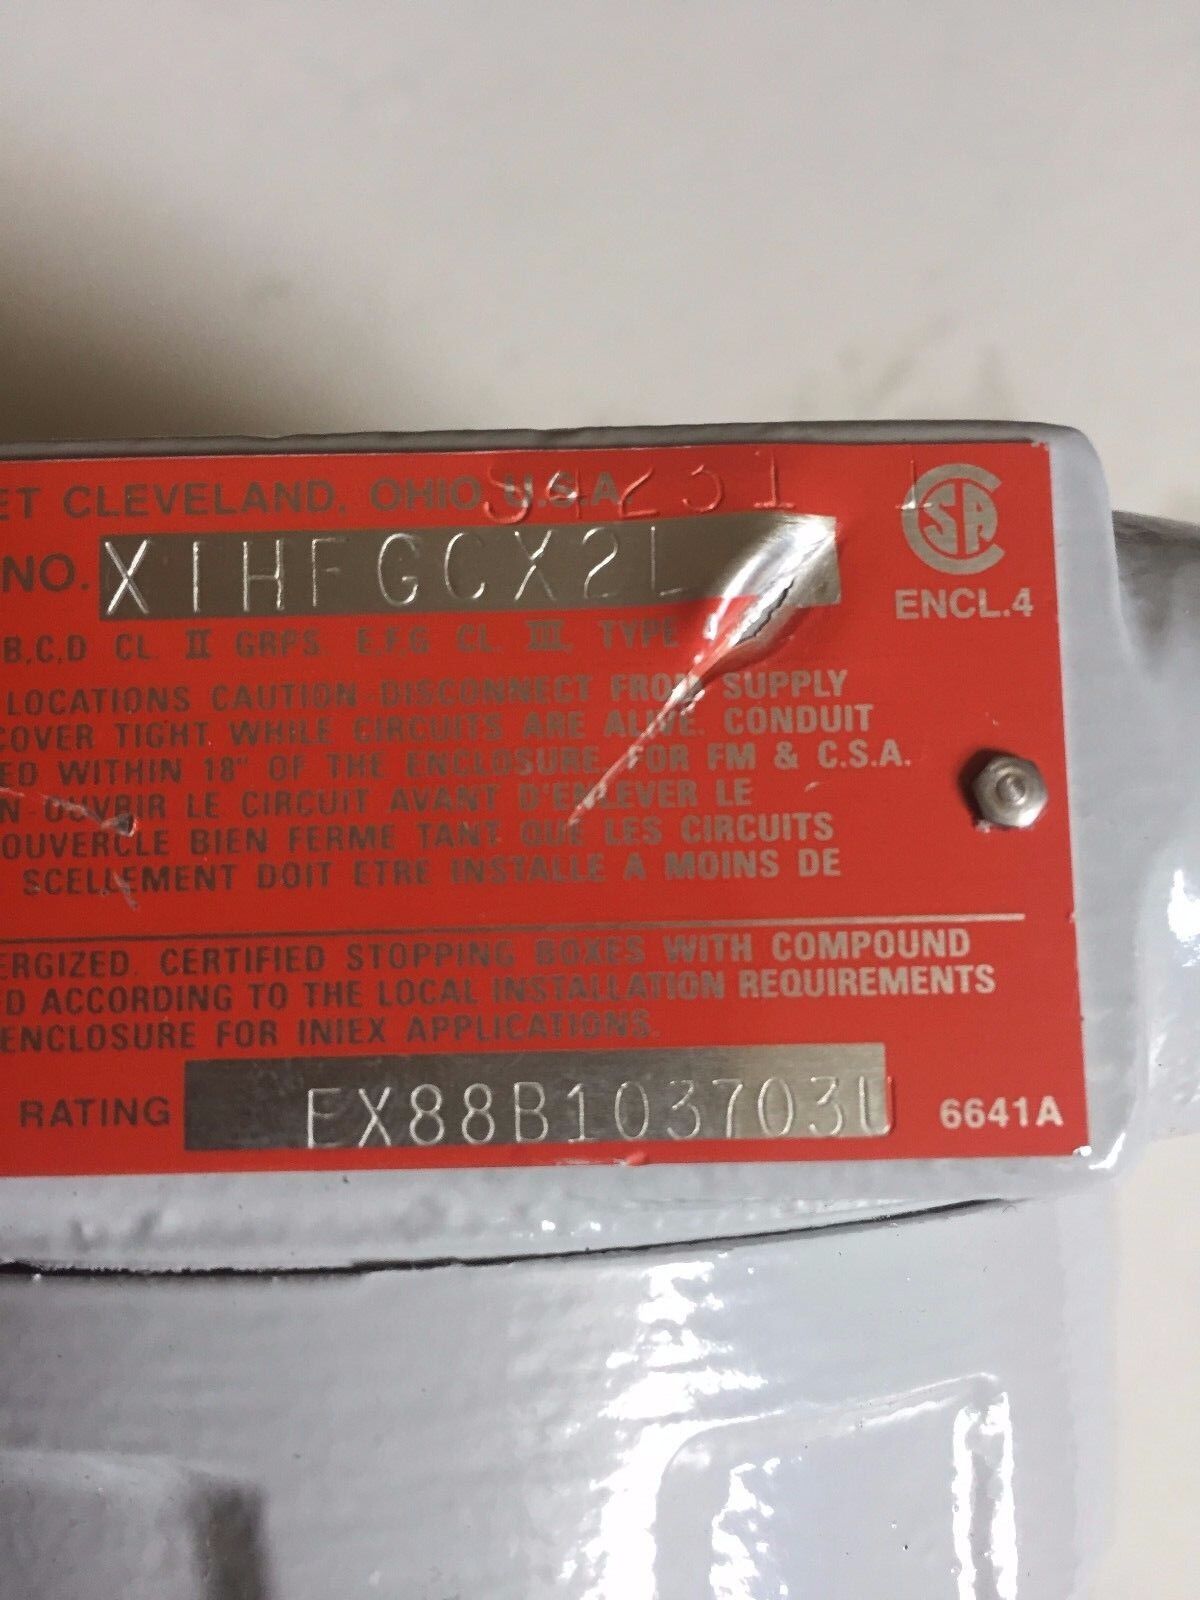 ET CLEVELAND, OHIO, U.S.A.
NO. XIHFGCX2L
CSA
ENCL.4
B,C,D CL. II GRPS. E,F,G CL. III, TYPE
LOCATIONS CAUTION-DISCONNECT FROM SUPPLY
COVER TIGHT WHILE CIRCUITS ARE ALIVE. CONDUIT
ED WITHIN 18" OF THE ENCLOSURE. FOR FM & C.S.A.
N-OUVRIR LE CIRCUIT AVANT D'ENLEVER LE
OUVERCLE BIEN FERME TANT QUE LES CIRCUITS
SCELLEMENT DOIT ETRE INSTALLE A MOINS DE
ERGIZED. CERTIFIED STOPPING BOXES WITH COMPOUND
D ACCORDING TO THE LOCAL INSTALLATION REQUIREMENTS
ENCLOSURE FOR INIEX APPLICATIONS.
RATING EX88B103703U 6641A